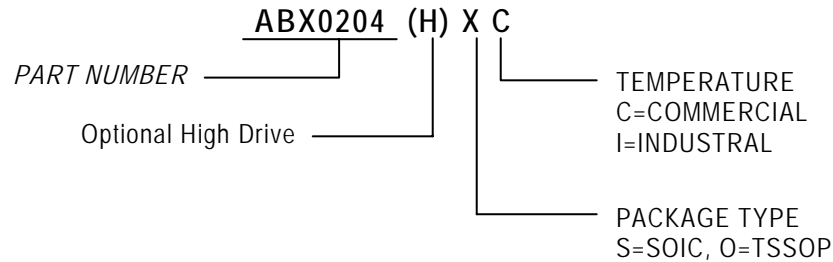 ABX0204 (H) X C
PART NUMBER
Optional High Drive
TEMPERATURE
C=COMMERCIAL
I=INDUSTRAL
PACKAGE TYPE
S=SOIC, O=TSSOP